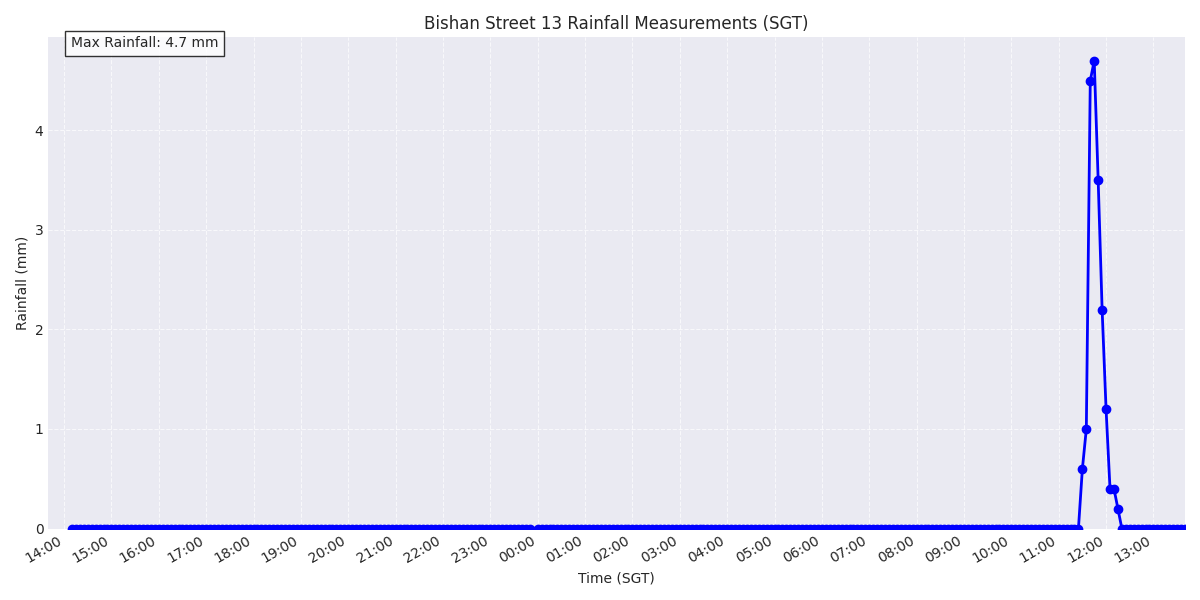 Bishan Street 13 Rainfall Measurements (SGT)
Max Rainfall: 4.7 mm
Rainfall (mm)
4
3
2
1
0
14:00 15:00 16:00 17:00 18:00 19:00 20:00 21:00 22:00 23:00 00:00 01:00 02:00 03:00 04:00 05:00 06:00 07:00 08:00 09:00 10:00 11:00 12:00 13:00
Time (SGT)